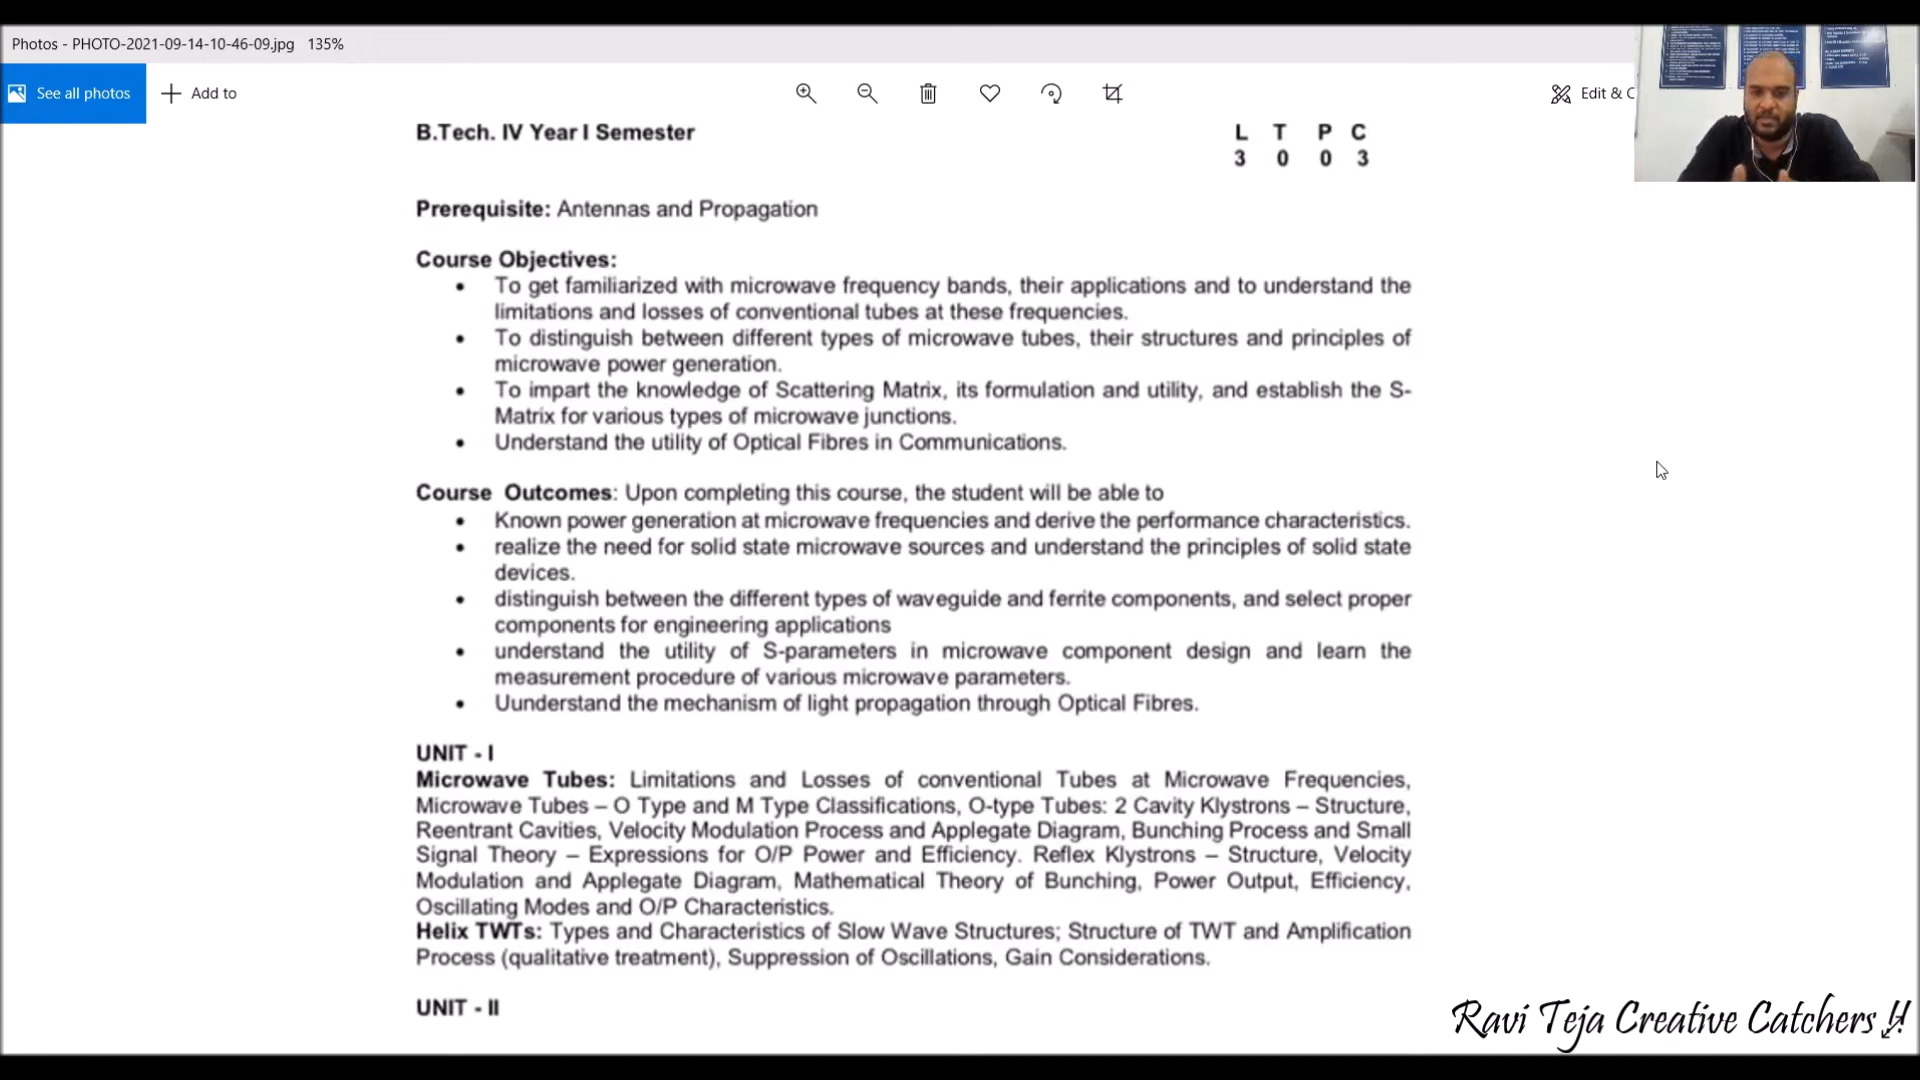 Photos - PHOTO-2021-09-14-10-46-09.jpg 135%
See all photos
Add to
Edit & C
B.Tech. IV Year I Semester
L T P C
3 0 0 3
Prerequisite: Antennas and Propagation
Course Objectives:
• To get familiarized with microwave frequency bands, their applications and to understand the
limitations and losses of conventional tubes at these frequencies.
• To distinguish between different types of microwave tubes, their structures and principles of
microwave power generation.
• To impart the knowledge of Scattering Matrix, its formulation and utility, and establish the S-
Matrix for various types of microwave junctions.
• Understand the utility of Optical Fibres in Communications.
Course Outcomes: Upon completing this course, the student will be able to
• Known power generation at microwave frequencies and derive the performance characteristics.
• realize the need for solid state microwave sources and understand the principles of solid state
devices.
• distinguish between the different types of waveguide and ferrite components, and select proper
components for engineering applications
• understand the utility of S-parameters in microwave component design and learn the
measurement procedure of various microwave parameters.
• Uunderstand the mechanism of light propagation through Optical Fibres.
UNIT - I
Microwave Tubes: Limitations and Losses of conventional Tubes at Microwave Frequencies,
Microwave Tubes – O Type and M Type Classifications, O-type Tubes: 2 Cavity Klystrons – Structure,
Reentrant Cavities, Velocity Modulation Process and Applegate Diagram, Bunching Process and Small
Signal Theory – Expressions for O/P Power and Efficiency. Reflex Klystrons – Structure, Velocity
Modulation and Applegate Diagram, Mathematical Theory of Bunching, Power Output, Efficiency,
Oscillating Modes and O/P Characteristics.
Helix TWTs: Types and Characteristics of Slow Wave Structures; Structure of TWT and Amplification
Process (qualitative treatment), Suppression of Oscillations, Gain Considerations.
UNIT - II
Ravi Teja Creative Catchers !!